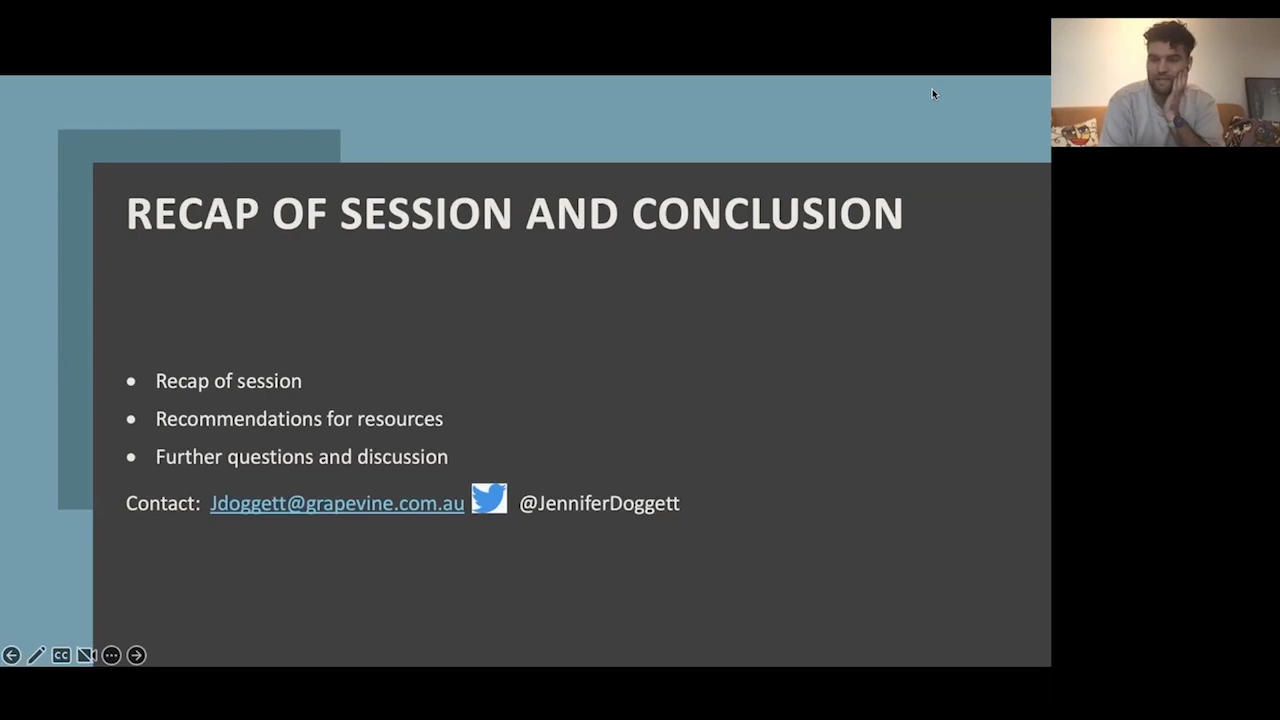 RECAP OF SESSION AND CONCLUSION
Recap of session
Recommendations for resources
Further questions and discussion
Contact: Jdoggett@grapevine.com.au @JenniferDoggett
CC